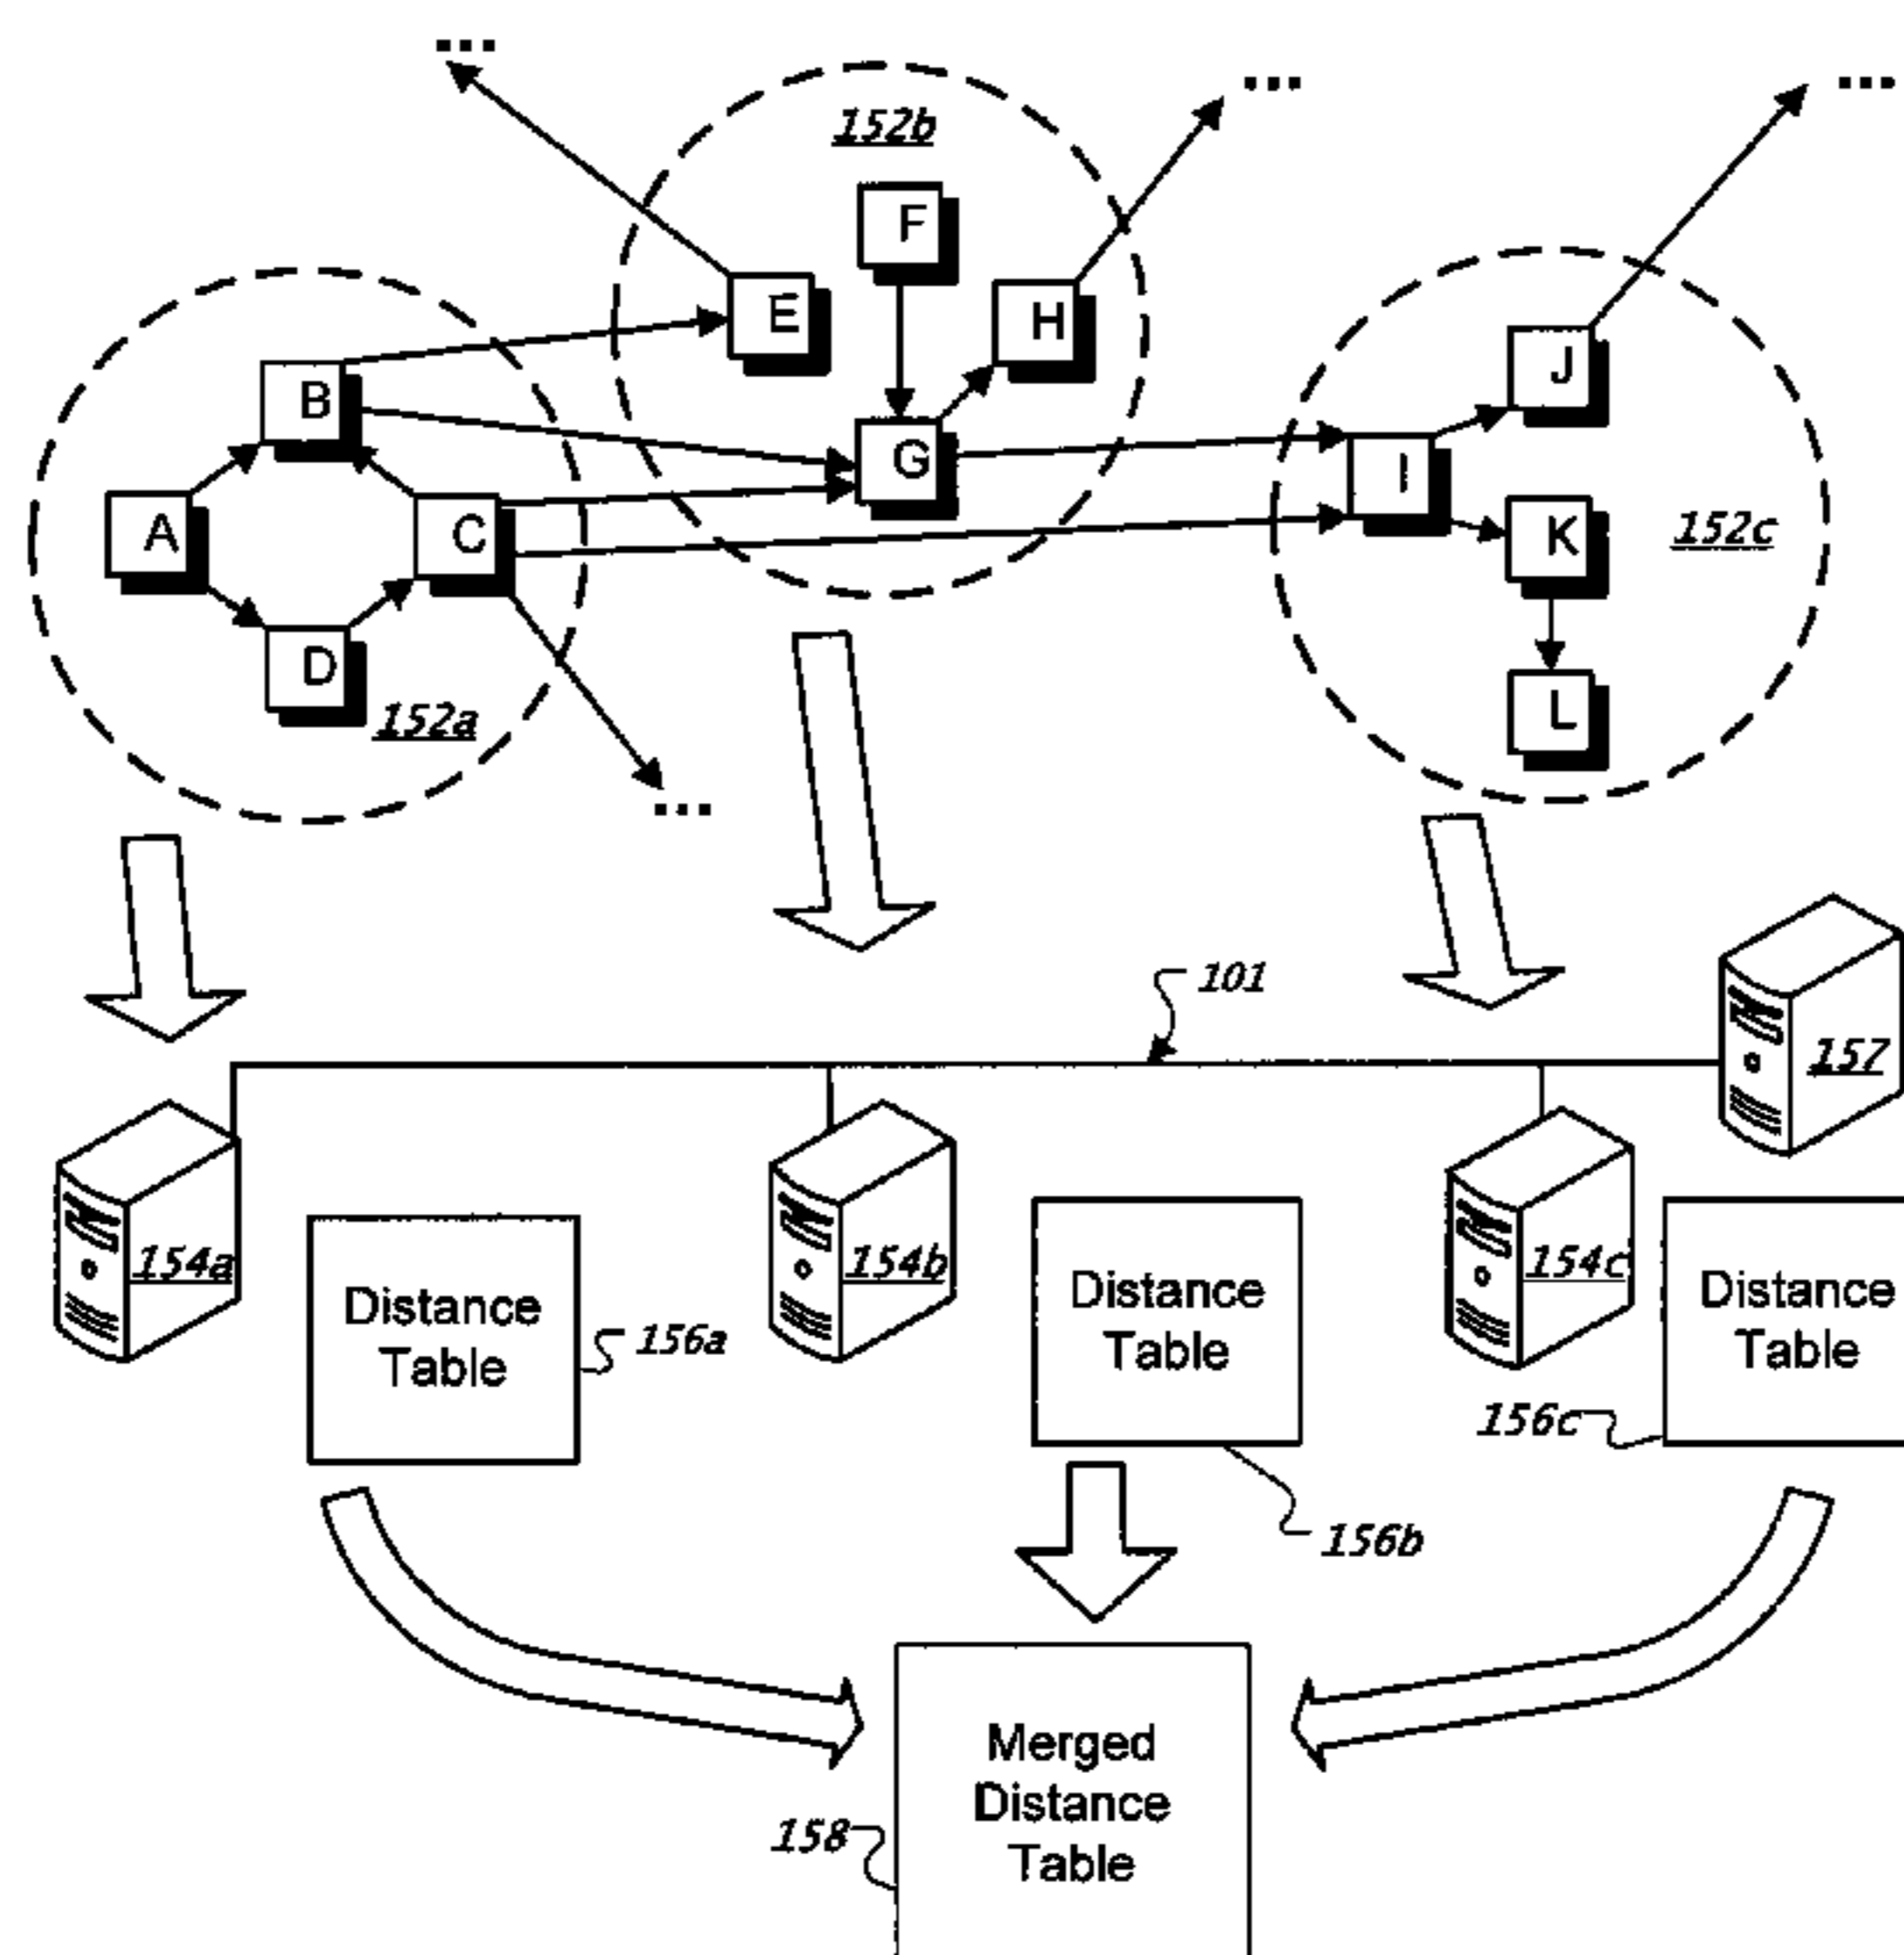 ...
...
...
152b
F
E
H
J
B
G
I
A
C
K
152c
D
152a
L
...
101
157
154a
154b
154c
Distance
Table
156a
Distance
Table
156b
Distance
Table
156c
Merged
Distance
Table
158